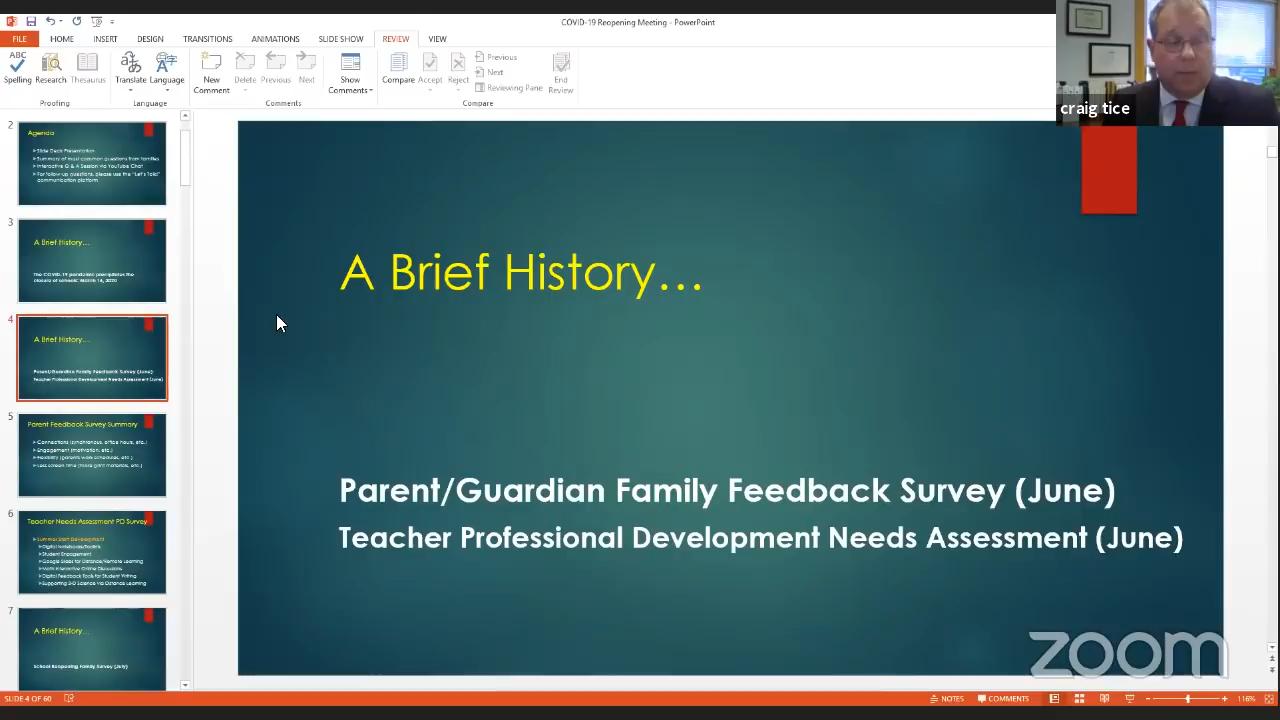 COVID-19 Reopening Meeting - PowerPoint
FILE HOME INSERT DESIGN TRANSITIONS ANIMATIONS SLIDE SHOW REVIEW VIEW
ABC
Spelling Research Thesaurus Translate Language New Comment Delete Previous Next Show Comments Compare Accept Reject Previous Next Reviewing Pane End Review
Proofing Language Comments Compare
craig tice
2
Agenda
Slide Deck Presentation
Summary of most common questions from families
Interactive Q & A Session via YouTube Chat
For follow up questions, please use the "Let's Talk!"
communication platform
3
A Brief History...
The COVID-19 pandemic precipitates the
closure of schools: March 16, 2020
4
A Brief History...
Parent/Guardian Family Feedback Survey (June)
Teacher Professional Development Needs Assessment (June)
5
Parent Feedback Survey Summary
Connections (synchronous, office hours, etc.)
Engagement (motivation, etc.)
Flexibility (parents work schedules, etc.)
Less screen time (more print materials, etc.)
6
Teacher Needs Assessment PD Survey
Summer Staff Development
Digital Notebooks/Toolkits
Student Engagement
Google Slides for Distance/Remote Learning
Math Interactive Online Discussions
Digital Feedback Tools for Student Writing
Supporting 3-D Science via Distance Learning
7
A Brief History...
School Reopening Family Survey (July)
A Brief History...
Parent/Guardian Family Feedback Survey (June)
Teacher Professional Development Needs Assessment (June)
zoom
SLIDE 4 OF 60 NOTES COMMENTS 116%